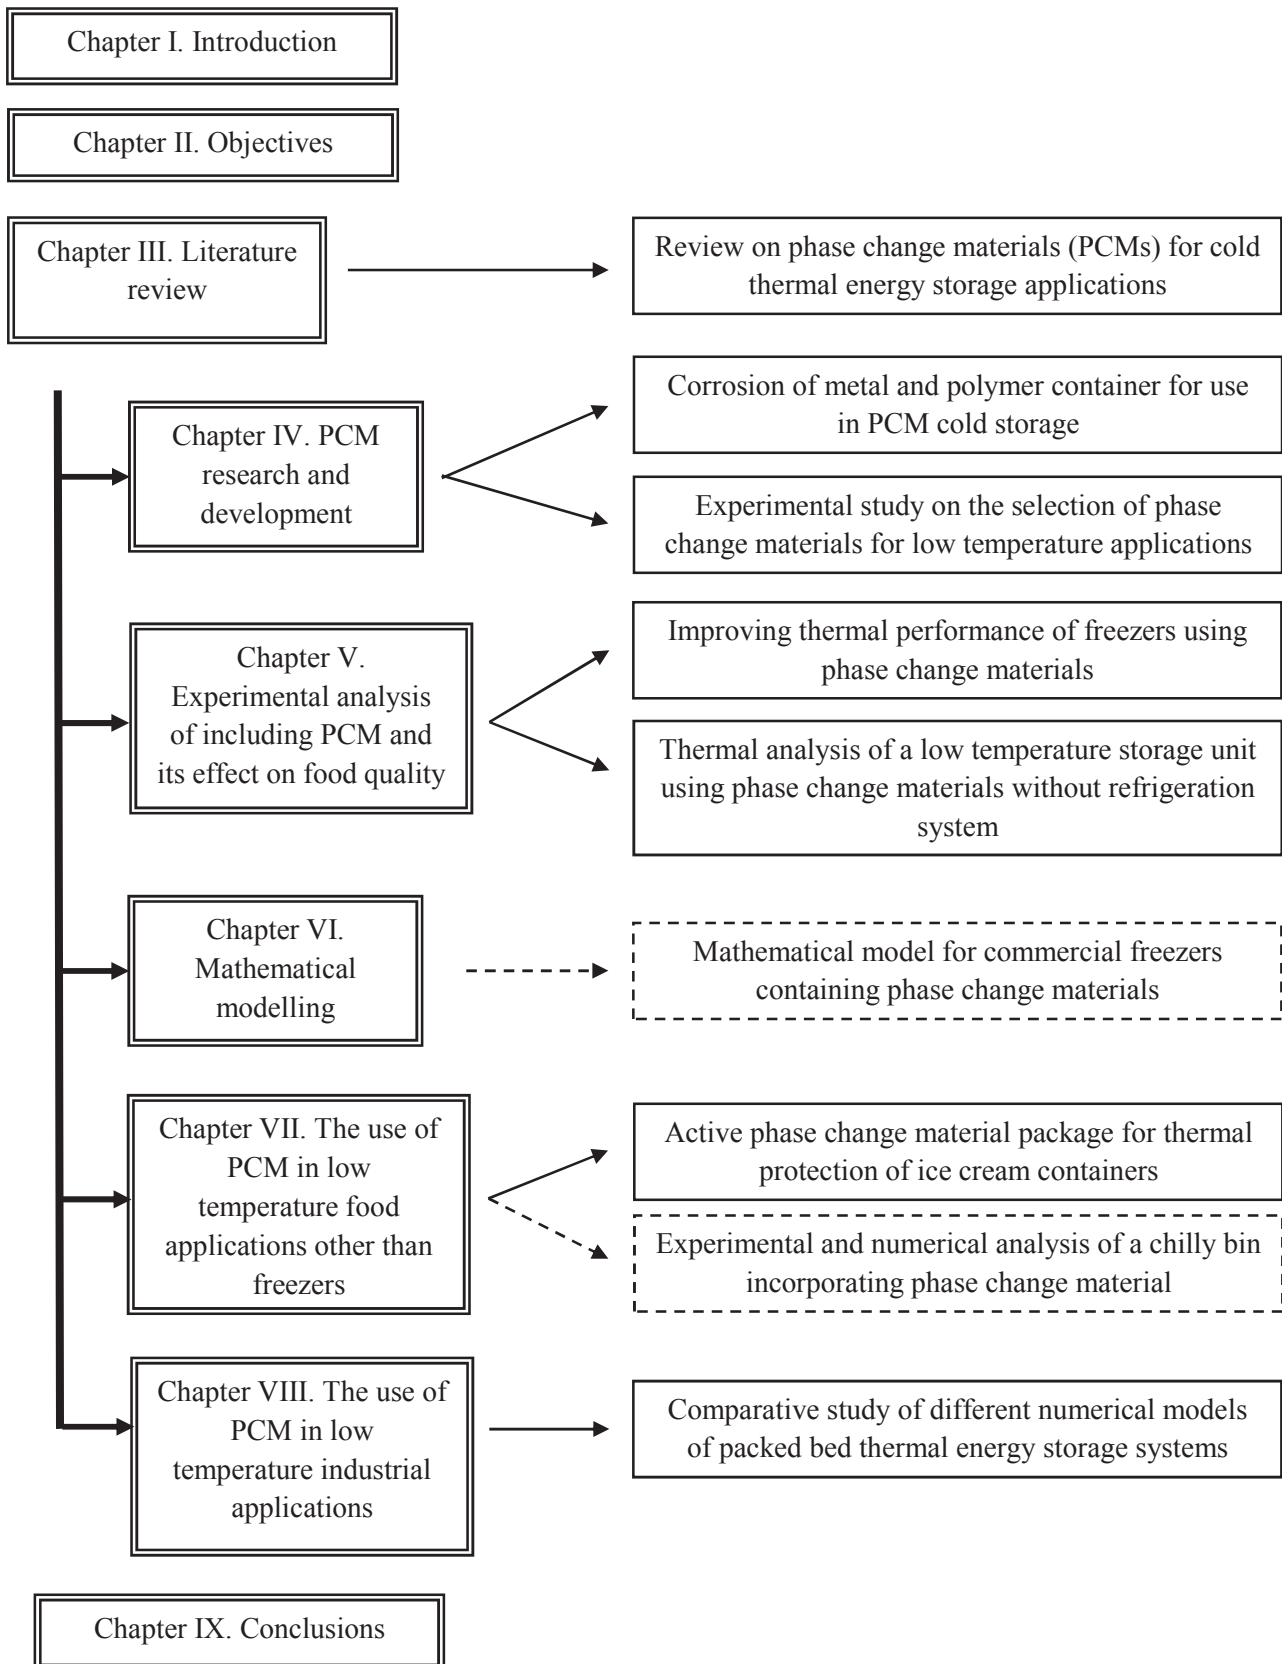 Chapter I. Introduction
Chapter II. Objectives
Chapter III. Literature
review
Review on phase change materials (PCMs) for cold
thermal energy storage applications
Chapter IV. PCM
research and
development
Corrosion of metal and polymer container for use
in PCM cold storage
Experimental study on the selection of phase
change materials for low temperature applications
Chapter V.
Experimental analysis
of including PCM and
its effect on food quality
Improving thermal performance of freezers using
phase change materials
Thermal analysis of a low temperature storage unit
using phase change materials without refrigeration
system
Chapter VI.
Mathematical
modelling
Mathematical model for commercial freezers
containing phase change materials
Chapter VII. The use of
PCM in low
temperature food
applications other than
freezers
Active phase change material package for thermal
protection of ice cream containers
Experimental and numerical analysis of a chilly bin
incorporating phase change material
Chapter VIII. The use of
PCM in low
temperature industrial
applications
Comparative study of different numerical models
of packed bed thermal energy storage systems
Chapter IX. Conclusions